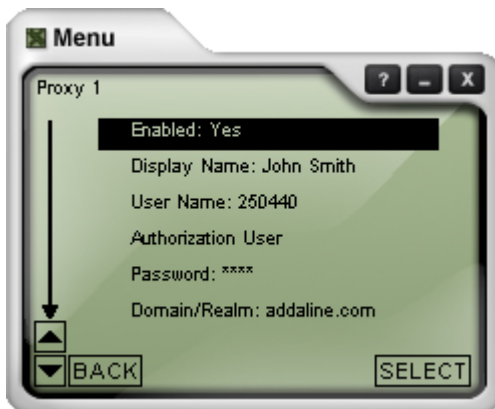 Menu
? – X
Proxy 1
Enabled: Yes
Display Name: John Smith
User Name: 250440
Authorization User
Password: ****
Domain/Realm: addaline.com
BACK
SELECT